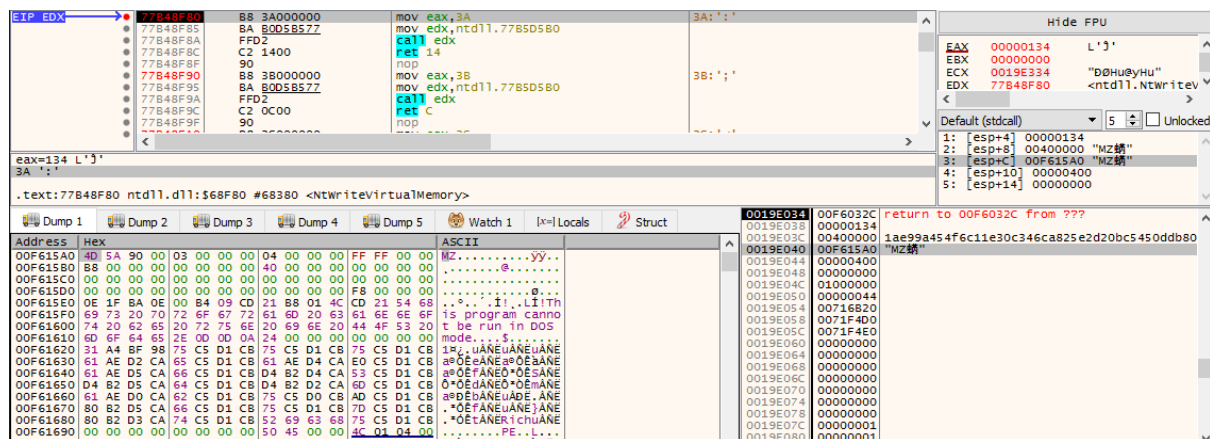 EIP EDX
77B48F80 B8 3A000000 mov eax,3A 3A:':'
77B48F85 BA B0D5B577 mov edx,ntdll.77B5D5B0
77B48F8A FFD2 call edx
77B48F8C C2 1400 ret 14
77B48F8F 90 nop
77B48F90 B8 3B000000 mov eax,3B 3B:';'
77B48F95 BA B0D5B577 mov edx,ntdll.77B5D5B0
77B48F9A FFD2 call edx
77B48F9C C2 0C00 ret C
77B48F9F 90 nop
Hide FPU
EAX 00000134
EBX 00000000
ECX 0019E334 "ÐØHu@yHu"
EDX 77B48F80 <ntdll.NtWriteV
Default (stdcall) 5 Unlocked
1: [esp+4] 00000134
2: [esp+8] 00400000 "MZ
3: [esp+C] 00F615A0 "MZ
4: [esp+10] 00000400
5: [esp+14] 00000000
eax=134
3A ':'
.text:77B48F80 ntdll.dll:$68F80 #68380 <NtWriteVirtualMemory>
Dump 1 Dump 2 Dump 3 Dump 4 Dump 5 Watch 1 [x=] Locals Struct
Address Hex ASCII
00F615A0 4D 5A 90 00 03 00 00 00 04 00 00 00 FF FF 00 00 MZ..........ÿÿ..
00F615B0 B8 00 00 00 00 00 00 00 40 00 00 00 00 00 00 00 ¸.......@.......
00F615C0 00 00 00 00 00 00 00 00 00 00 00 00 00 00 00 00 ................
00F615D0 00 00 00 00 00 00 00 00 00 00 00 00 F8 00 00 00 ............ø...
00F615E0 0E 1F BA 0E 00 B4 09 CD 21 B8 01 4C CD 21 54 68 ..º..´.Í!¸.LÍ!Th
00F615F0 69 73 20 70 72 6F 67 72 61 6D 20 63 61 6E 6E 6F is program canno
00F61600 74 20 62 65 20 72 75 6E 20 69 6E 20 44 4F 53 20 t be run in DOS
00F61610 6D 6F 64 65 2E 0D 0D 0A 24 00 00 00 00 00 00 00 mode....$.......
00F61620 31 A4 BF 98 75 C5 D1 CB 75 C5 D1 CB 75 C5 D1 CB 1¤¿.uÅÑËuÅÑËuÅÑË
00F61630 61 AE D2 CA 65 C5 D1 CB 61 AE D4 CA E0 C5 D1 CB a®ÒÊeÅÑËa®ÔÊàÅÑË
00F61640 61 AE D5 CA 66 C5 D1 CB D4 B2 D4 CA 53 C5 D1 CB a®ÕÊfÅÑËÔ²ÔÊSÅÑË
00F61650 D4 B2 D5 CA 64 C5 D1 CB D4 B2 D2 CA 6D C5 D1 CB Ô²ÕÊdÅÑËÔ²ÒÊmÅÑË
00F61660 61 AE D0 CA 62 C5 D1 CB 75 C5 D0 CB AD C5 D1 CB a®ÐÊbÅÑËuÅÐË.ÅÑË
00F61670 80 B2 D5 CA 66 C5 D1 CB 75 C5 D1 CB 7D C5 D1 CB .²ÕÊfÅÑËuÅÑË}ÅÑË
00F61680 80 B2 D3 CA 74 C5 D1 CB 52 69 63 68 75 C5 D1 CB .²ÓÊtÅÑËRichuÅÑË
00F61690 00 00 00 00 00 00 00 00 50 45 00 00 4C 01 04 00 ........PE..L...
0019E034 00F6032C return to 00F6032C from ???
0019E038 00000134
0019E03C 00400000 1ae99a454f6c11e30c346ca825e2d20bc5450ddb80
0019E040 00F615A0 "MZ
0019E044 00000400
0019E048 00000000
0019E04C 01000000
0019E050 00000044
0019E054 00716B20
0019E058 0071F4D0
0019E05C 0071F4E0
0019E060 00000000
0019E064 00000000
0019E068 00000000
0019E06C 00000000
0019E070 00000000
0019E074 00000000
0019E078 00000000
0019E07C 00000001
0019E080 00000001